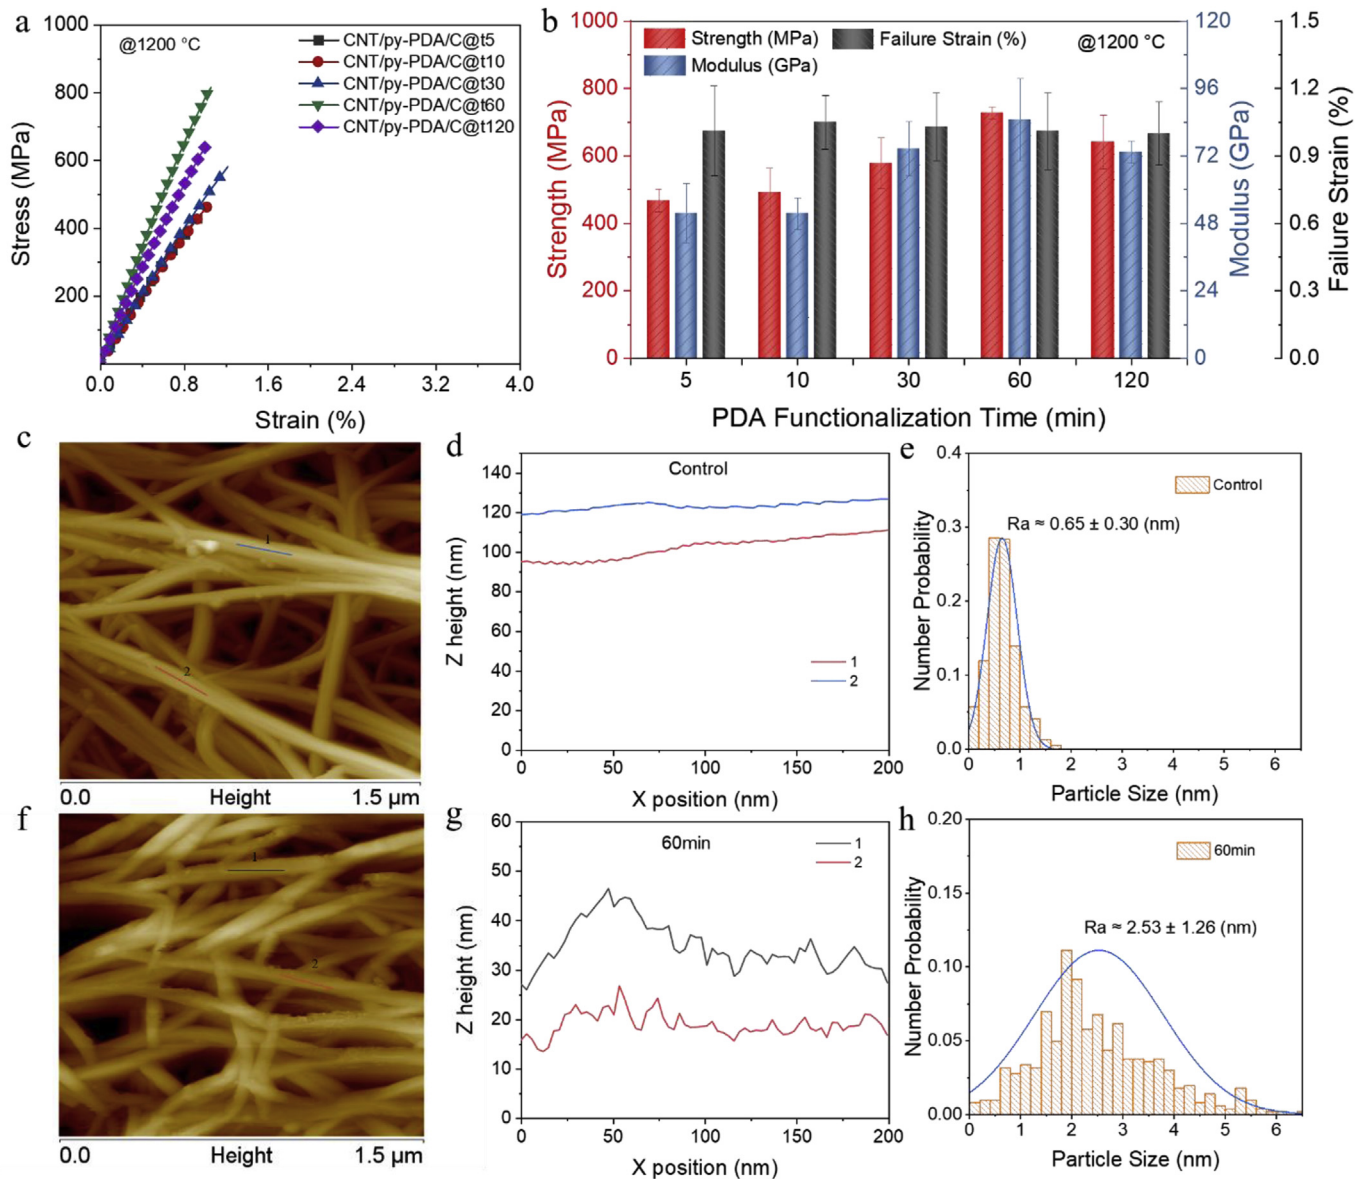 a
1000
800
600
400
200
0.0
0.8
1.6
2.4
3.2
4.0
Stress (MPa)
Strain (%)
@1200 °C
CNT/py-PDA/C@t5
CNT/py-PDA/C@t10
CNT/py-PDA/C@t30
CNT/py-PDA/C@t60
CNT/py-PDA/C@t120
b
1000
800
600
400
200
0
Strength (MPa)
Strength (MPa)
Failure Strain (%)
@1200 °C
Modulus (GPa)
5
10
30
60
120
PDA Functionalization Time (min)
120
96
72
48
24
0
Modulus (GPa)
1.5
1.2
0.9
0.6
0.3
0.0
Failure Strain (%)
c
1
2
0.0
Height
1.5 µm
d
140
120
100
80
60
40
20
0
Z height (nm)
Control
1
2
0
50
100
150
200
X position (nm)
e
0.4
0.3
0.2
0.1
0.0
Number Probability
Control
Ra ≈ 0.65 ± 0.30 (nm)
0
1
2
3
4
5
6
Particle Size (nm)
f
1
2
0.0
Height
1.5 µm
g
60
50
40
30
20
10
0
Z height (nm)
60min
1
2
0
50
100
150
200
X position (nm)
h
0.20
0.15
0.10
0.05
0.00
Number Probability
60min
Ra ≈ 2.53 ± 1.26 (nm)
0
1
2
3
4
5
6
Particle Size (nm)